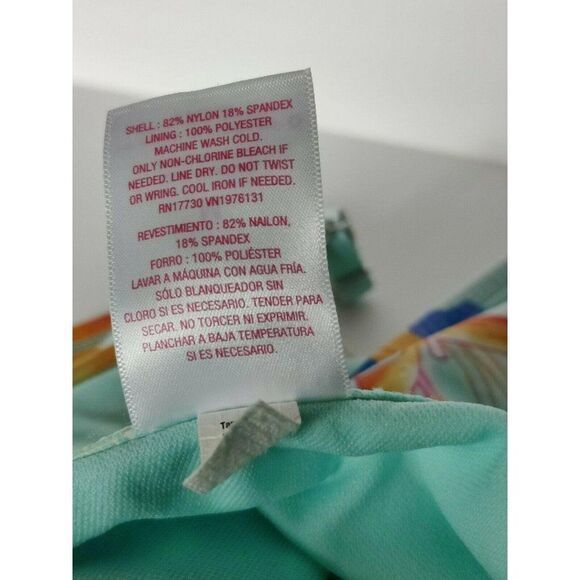 SHELL : 82% NYLON 18% SPANDEX
LINING : 100% POLYESTER
MACHINE WASH COLD.
ONLY NON-CHLORINE BLEACH IF
NEEDED. LINE DRY. DO NOT TWIST
OR WRING. COOL IRON IF NEEDED.
RN17730 VN1976131
REVESTIMIENTO : 82% NAILON,
18% SPANDEX
FORRO : 100% POLIÉSTER
LAVAR A MÁQUINA CON AGUA FRÍA.
SÓLO BLANQUEADOR SIN
CLORO SI ES NECESARIO. TENDER PARA
SECAR. NO TORCER NI EXPRIMIR.
PLANCHAR A BAJA TEMPERATURA
SI ES NECESARIO.